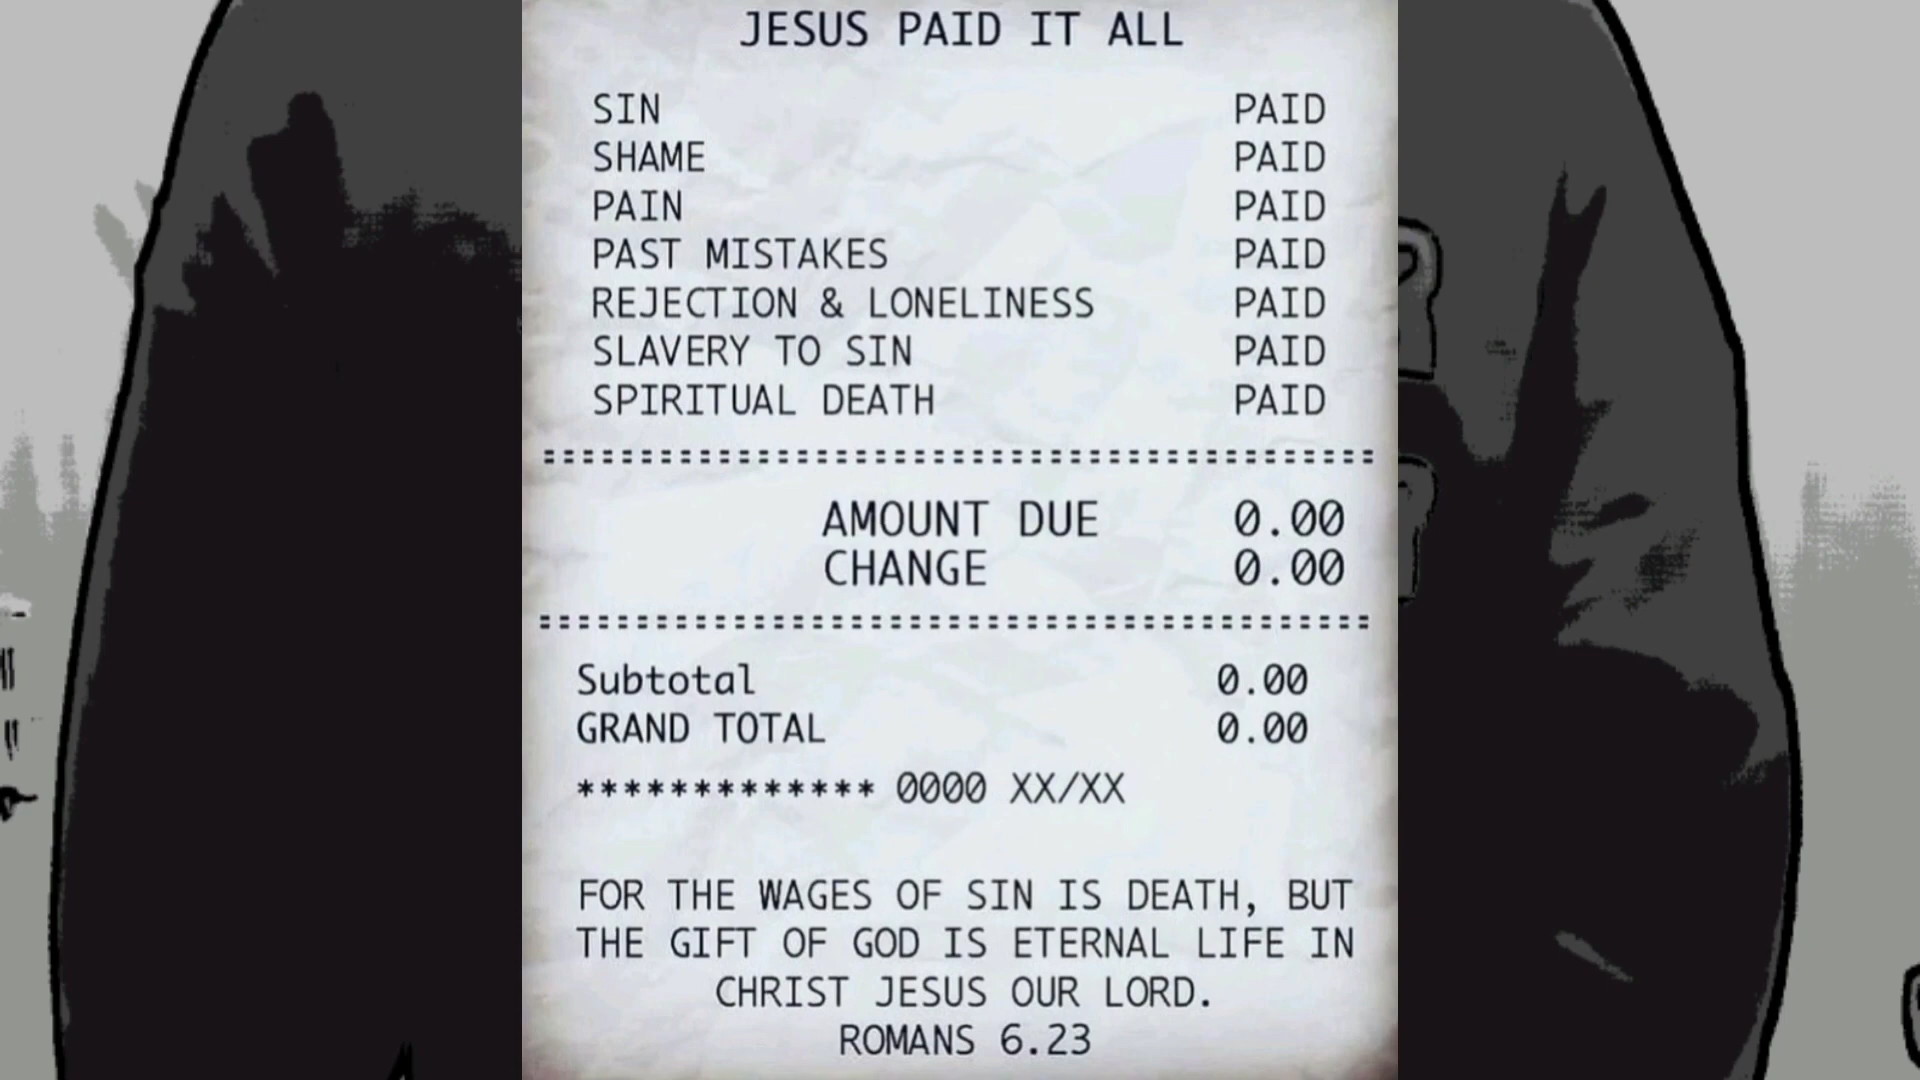 JESUS PAID IT ALL
SIN PAID
SHAME PAID
PAIN PAID
PAST MISTAKES PAID
REJECTION & LONELINESS PAID
SLAVERY TO SIN PAID
SPIRITUAL DEATH PAID
AMOUNT DUE 0.00
CHANGE 0.00
Subtotal 0.00
GRAND TOTAL 0.00
************* 0000 XX/XX
FOR THE WAGES OF SIN IS DEATH, BUT
THE GIFT OF GOD IS ETERNAL LIFE IN
CHRIST JESUS OUR LORD.
ROMANS 6.23